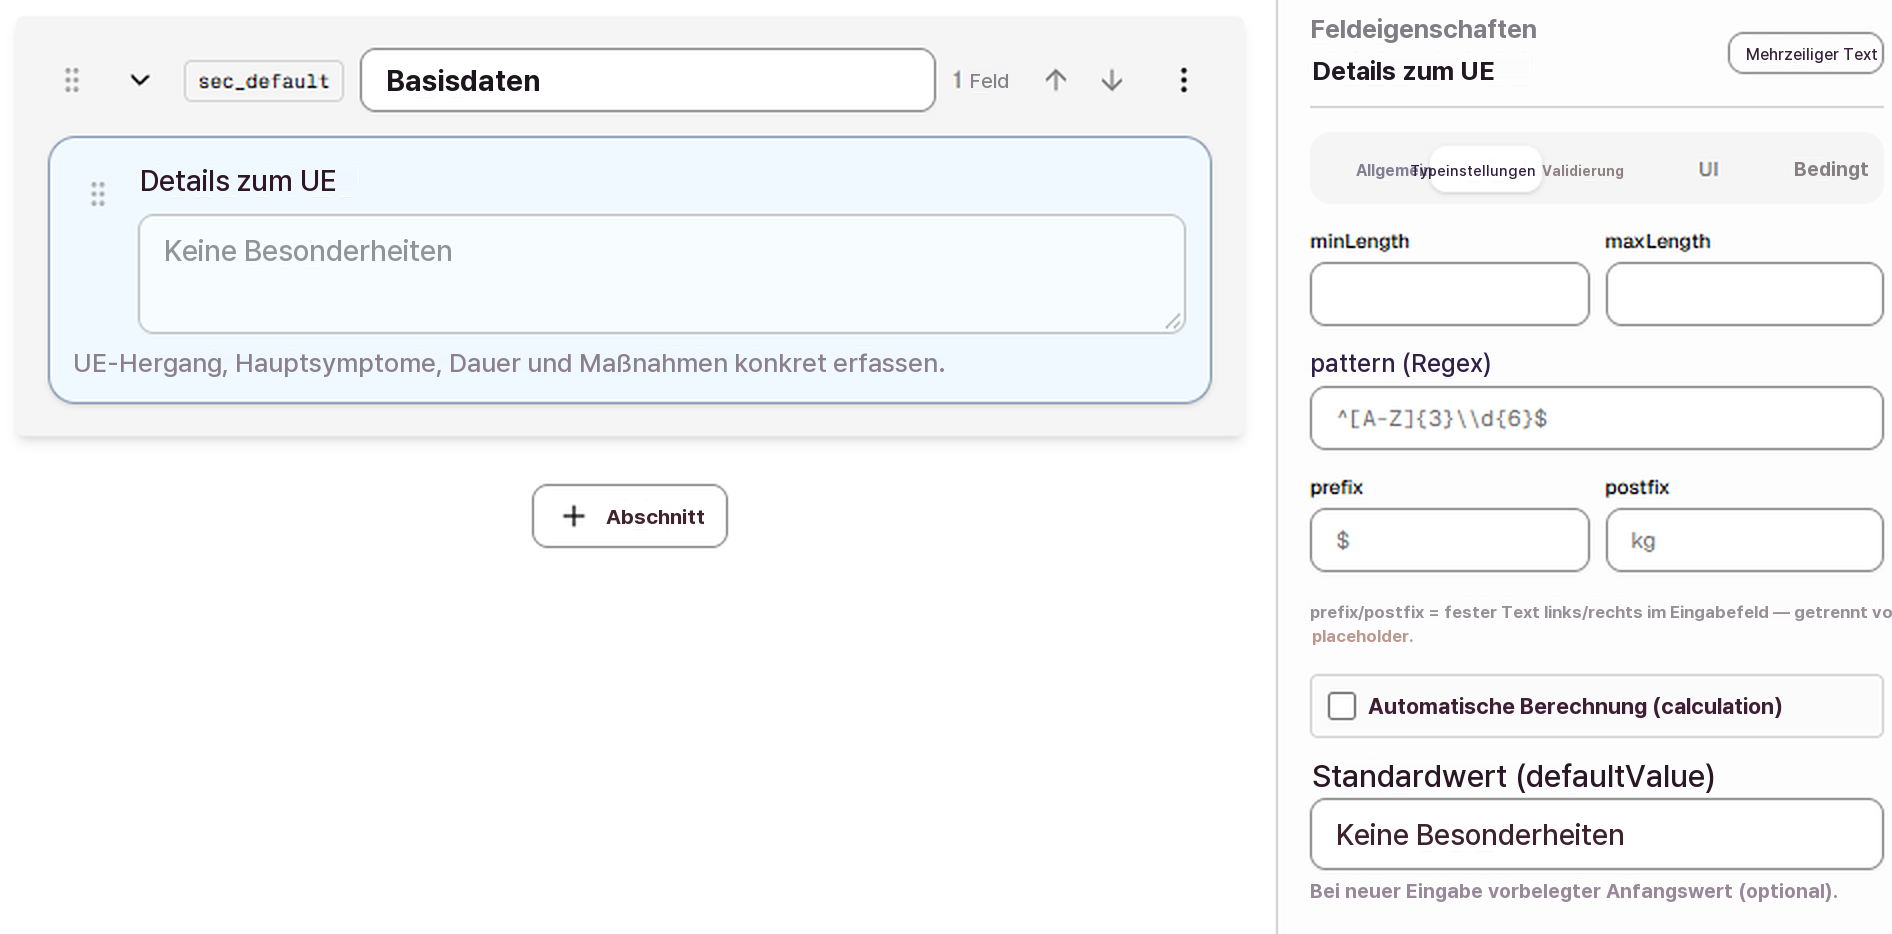 sec_default
Basisdaten
1 Feld
Details zum UE
Keine Besonderheiten
UE-Hergang, Hauptsymptome, Dauer und Maßnahmen konkret erfassen.
Abschnitt
Feldeigenschaften
Mehrzeiliger Text
Details zum UE
Allgemein Typeinstellungen Validierung UI Bedingt
minLength maxLength
pattern (Regex)
^[A-Z]{3}\\d{6}$
prefix postfix
$ kg
prefix/postfix = fester Text links/rechts im Eingabefeld — getrennt vo
placeholder.
Automatische Berechnung (calculation)
Standardwert (defaultValue)
Keine Besonderheiten
Bei neuer Eingabe vorbelegter Anfangswert (optional).